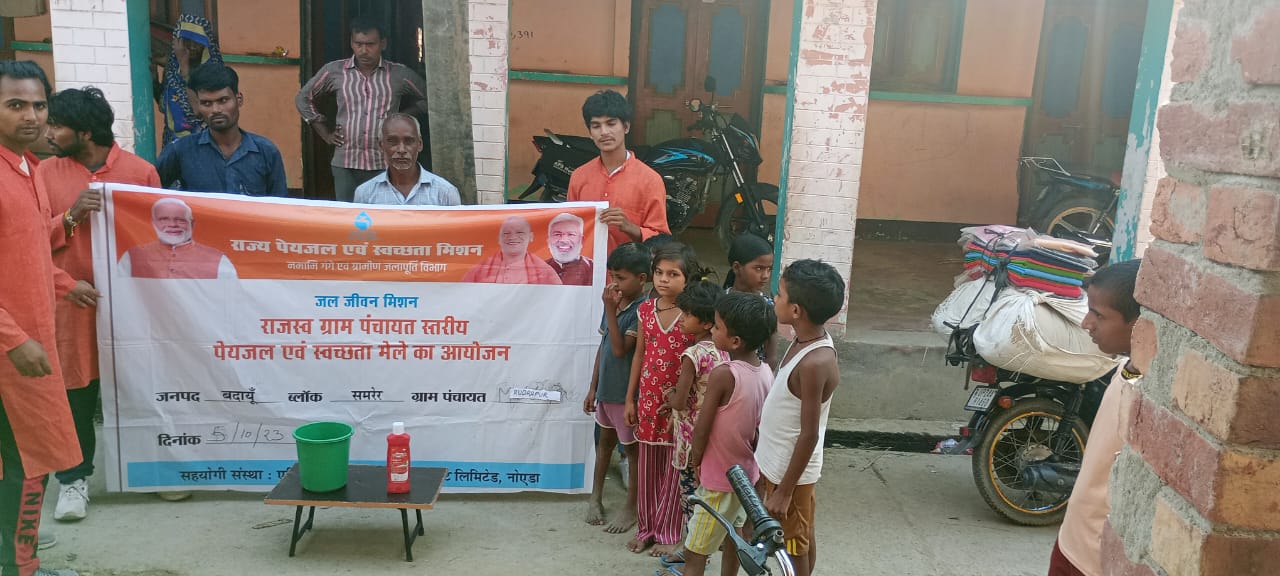 5391
राज्य पेयजल एवं स्वच्छता मिशन
नमामि गंगे एवं ग्रामीण जलापूर्ति विभाग
जल जीवन मिशन
राजस्व ग्राम पंचायत स्तरीय
पेयजल एवं स्वच्छता मेले का आयोजन
जनपद बदायूँ ब्लॉक समरेर ग्राम पंचायत RUDRAPUR
दिनांक 5/10/23
सहयोगी संस्था : लिमिटेड, नोएडा
NIKE